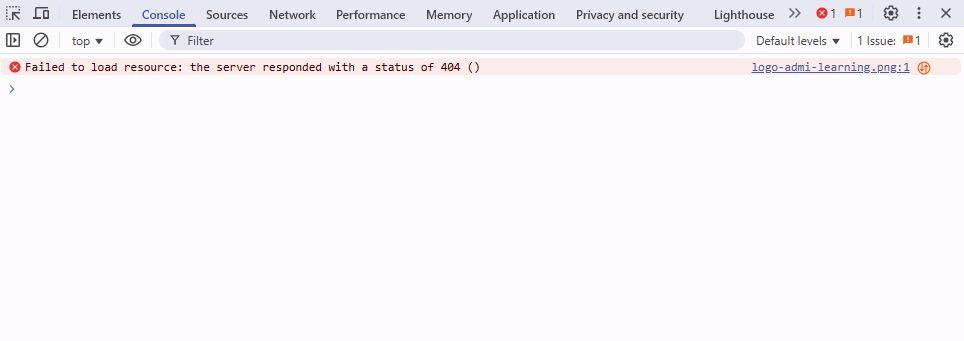 Elements Console Sources Network Performance Memory Application Privacy and security Lighthouse 1 1
top Filter Default levels 1 Issue: 1
Failed to load resource: the server responded with a status of 404 () logo-admi-learning.png:1